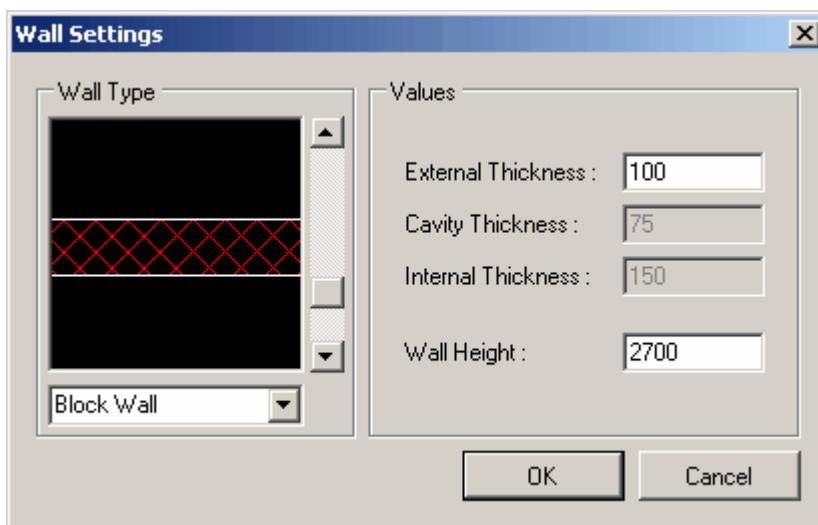 Wall Settings
Wall Type
Block Wall
Values
External Thickness : 100
Cavity Thickness : 75
Internal Thickness : 150
Wall Height : 2700
OK
Cancel